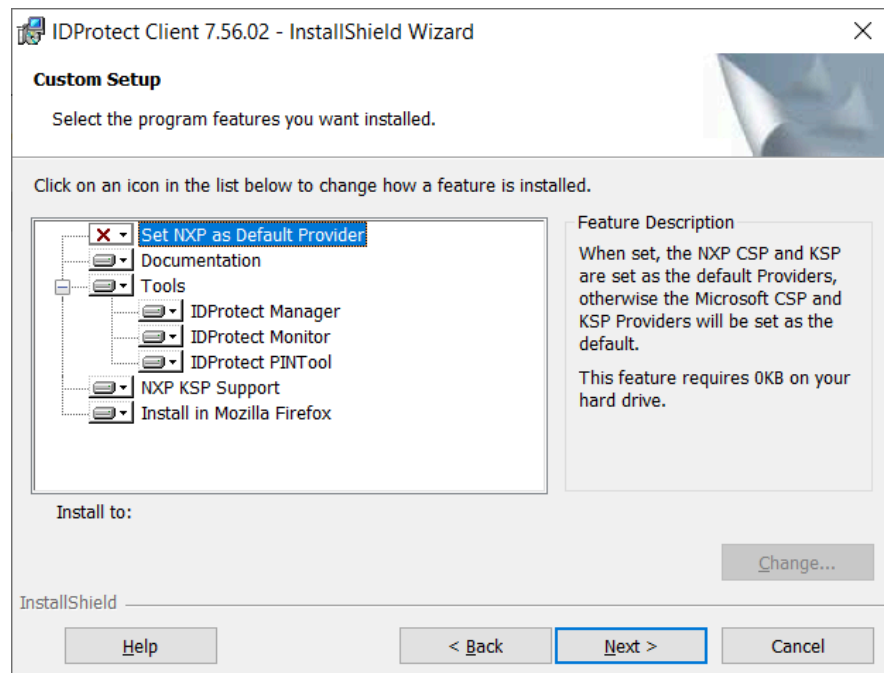 IDProtect Client 7.56.02 - InstallShield Wizard
Custom Setup
Select the program features you want installed.
Click on an icon in the list below to change how a feature is installed.
Set NXP as Default Provider
Documentation
Tools
IDProtect Manager
IDProtect Monitor
IDProtect PINTool
NXP KSP Support
Install in Mozilla Firefox
Feature Description
When set, the NXP CSP and KSP
are set as the default Providers,
otherwise the Microsoft CSP and
KSP Providers will be set as the
default.
This feature requires 0KB on your
hard drive.
Install to:
Change...
InstallShield
Help
< Back
Next >
Cancel